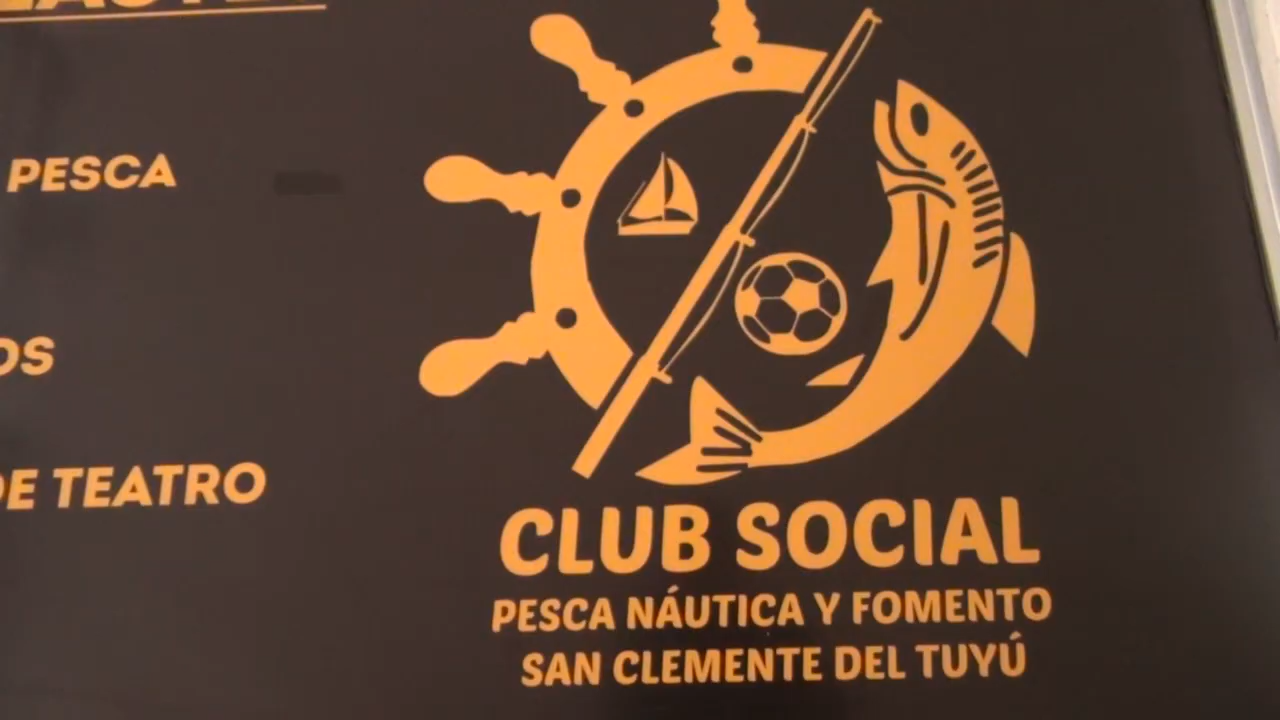 PESCA
OS
DE TEATRO
CLUB SOCIAL
PESCA NÁUTICA Y FOMENTO
SAN CLEMENTE DEL TUYÚ